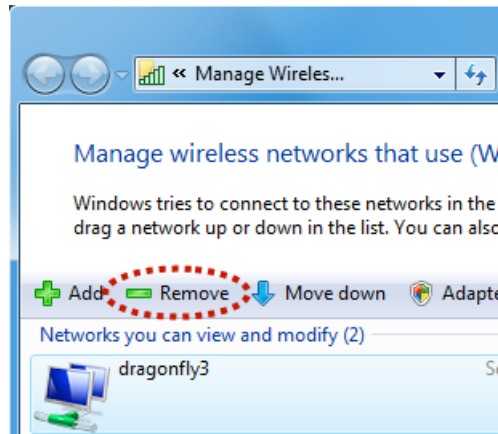 « Manage Wireles...
Manage wireless networks that use (W
Windows tries to connect to these networks in the
drag a network up or down in the list. You can also
Add Remove Move down Adapte
Networks you can view and modify (2)
dragonfly3 Se